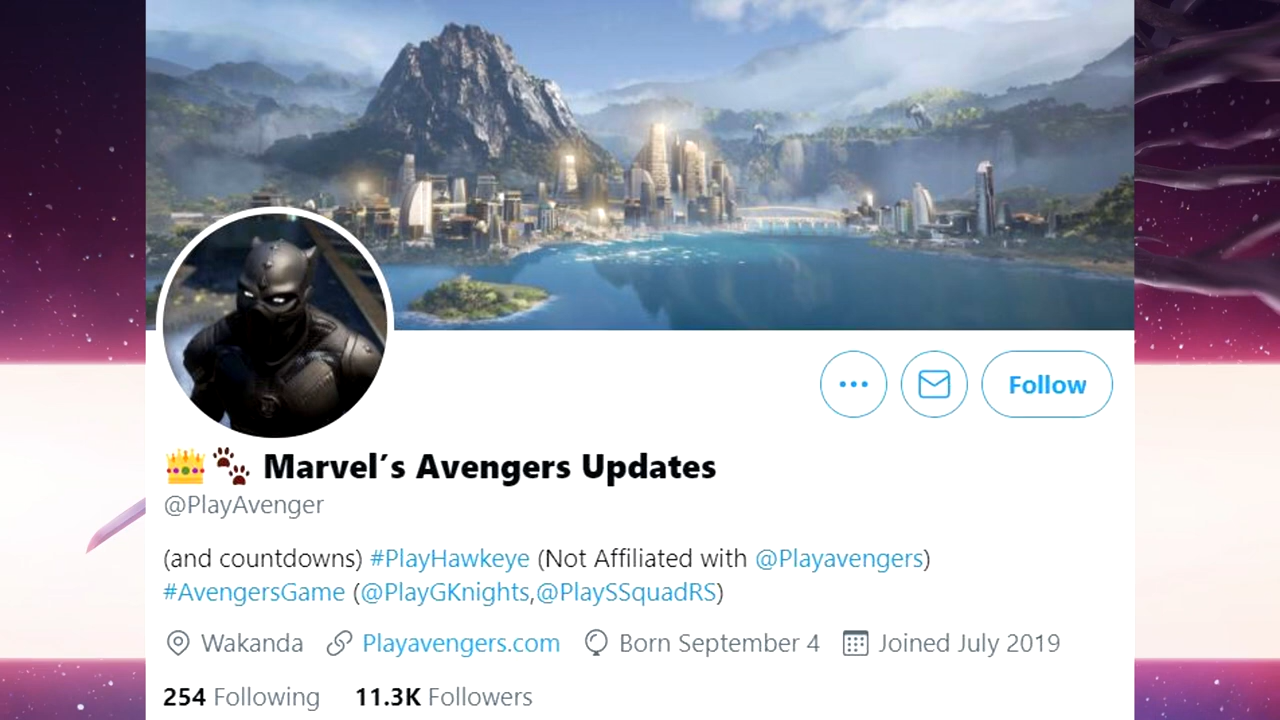 Follow
👑🐾 Marvel´s Avengers Updates
@PlayAvenger
(and countdowns) #PlayHawkeye (Not Affiliated with @Playavengers)
#AvengersGame (@PlayGKnights,@PlaySSquadRS)
Wakanda Playavengers.com Born September 4 Joined July 2019
254 Following 11.3K Followers